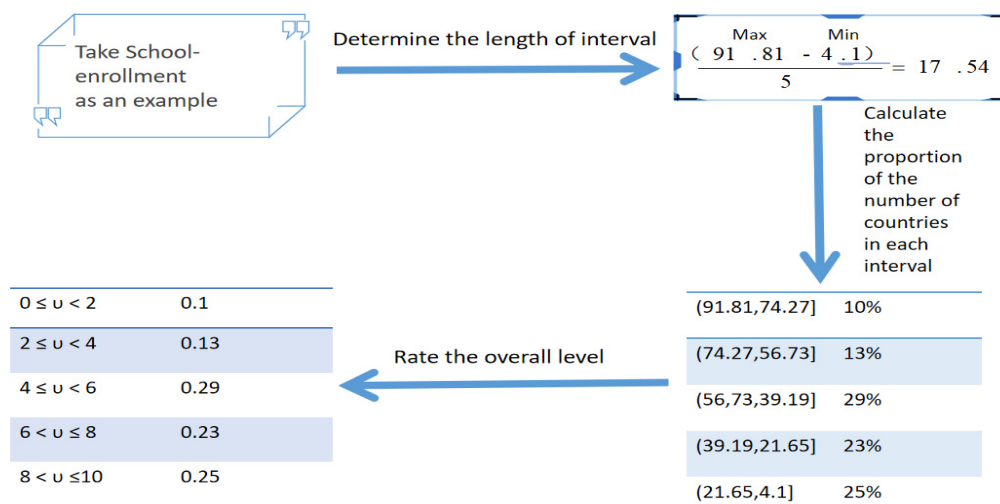 Take School-
enrollment
as an example
Determine the length of interval
Max Min
( 91 .81 - 4 .1)
5
= 17 .54
Calculate
the
proportion
of the
number of
countries
in each
interval
(91.81,74.27] 10%
(74.27,56.73] 13%
(56,73,39.19] 29%
(39.19,21.65] 23%
(21.65,4.1] 25%
Rate the overall level
0 ≤ υ < 2 0.1
2 ≤ υ < 4 0.13
4 ≤ υ < 6 0.29
6 < υ ≤ 8 0.23
8 < υ ≤10 0.25